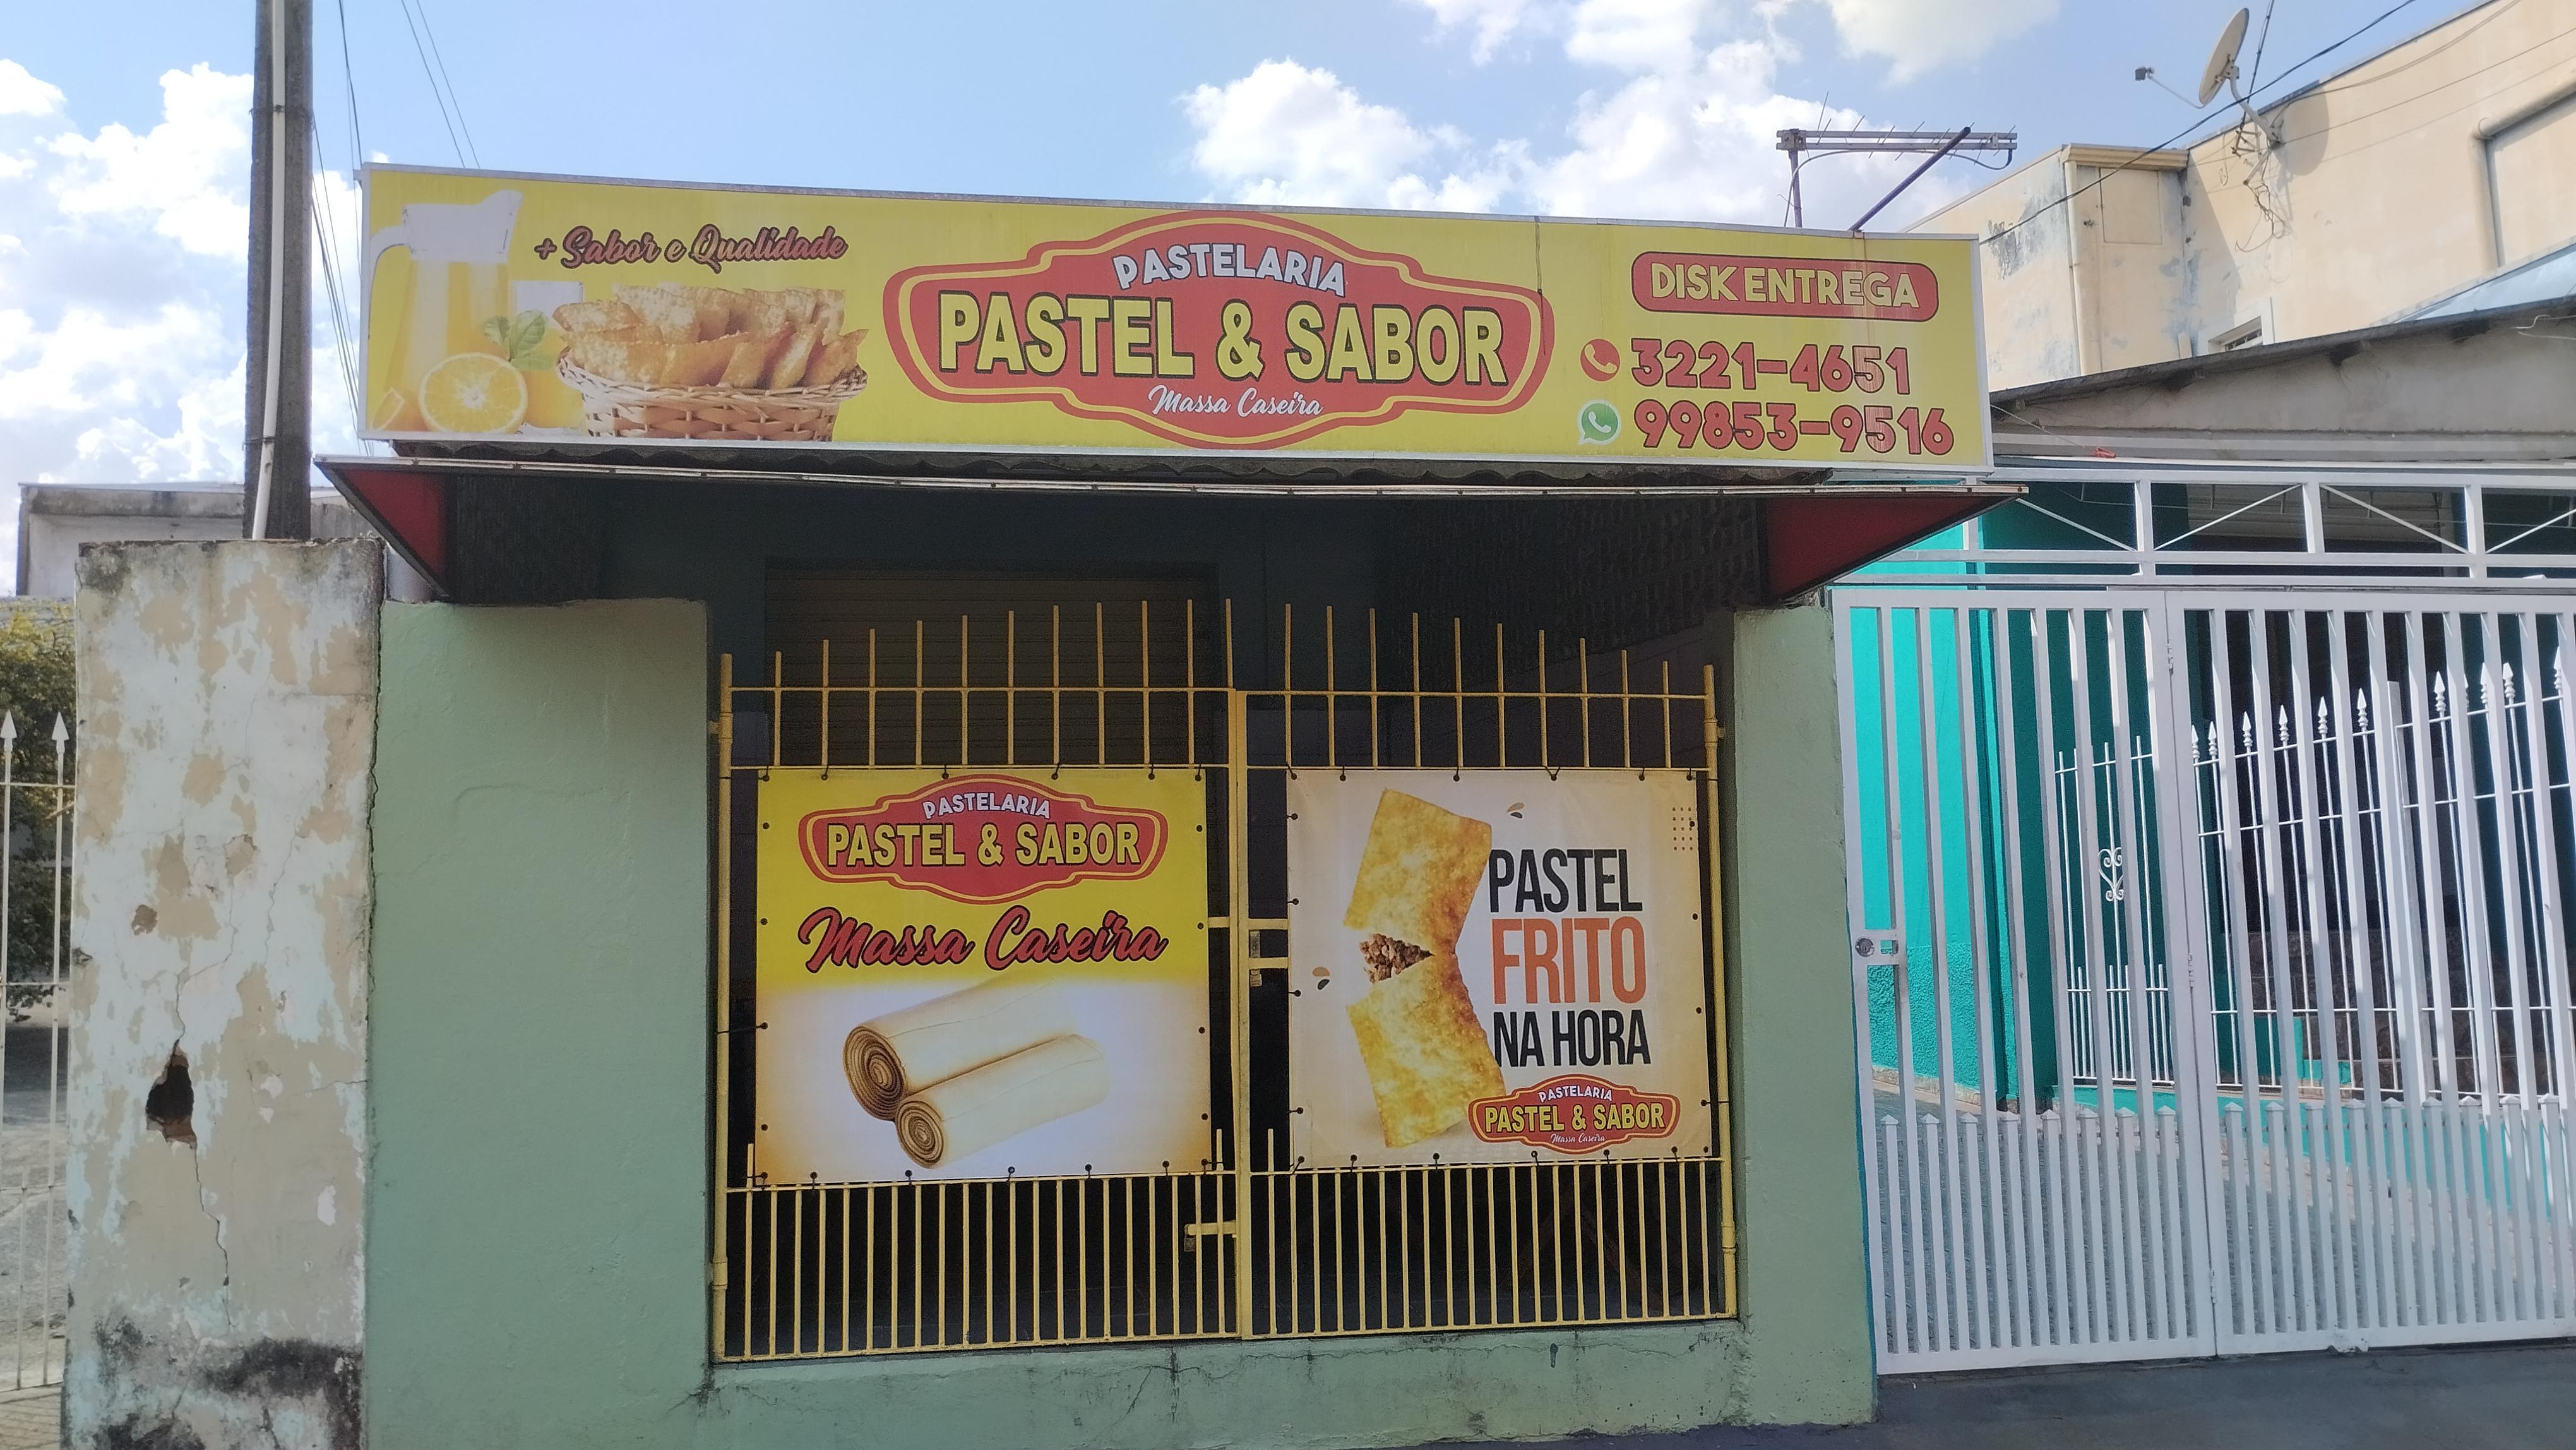 + Sabor e Qualidade
PASTELARIA
PASTEL & SABOR
Massa Caseira
DISK ENTREGA
3221-4651
99853-9516
PASTELARIA
PASTEL & SABOR
Massa Caseira
PASTEL
FRITO
NA HORA
PASTELARIA
PASTEL & SABOR
Massa Caseira